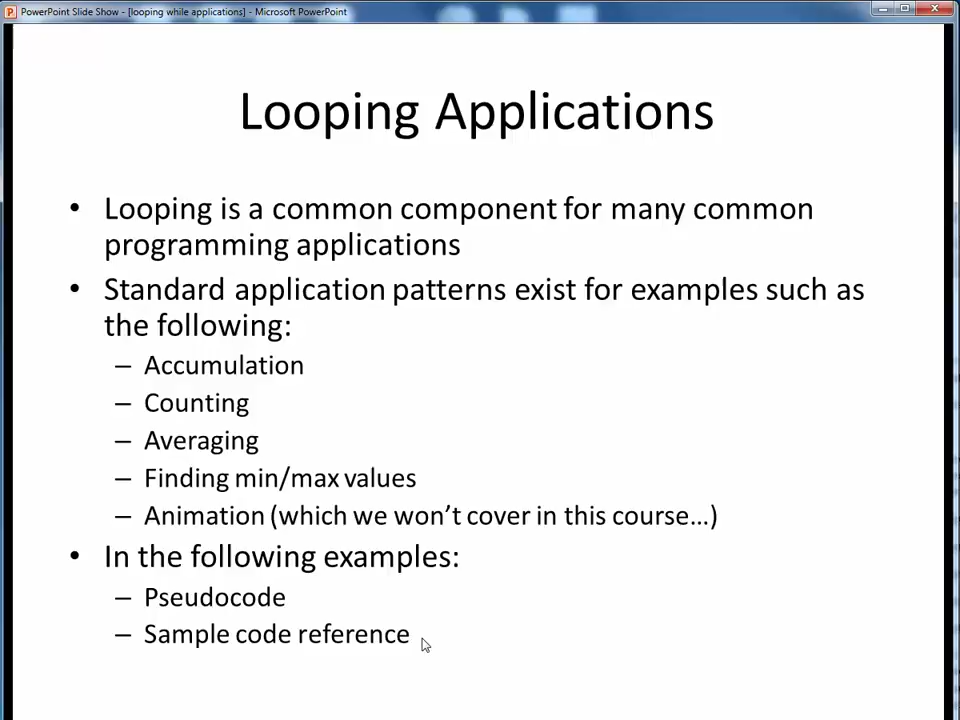 PowerPoint Slide Show - [looping while applications] - Microsoft PowerPoint
Looping Applications
• Looping is a common component for many common
programming applications
• Standard application patterns exist for examples such as
the following:
– Accumulation
– Counting
– Averaging
– Finding min/max values
– Animation (which we won’t cover in this course…)
• In the following examples:
– Pseudocode
– Sample code reference